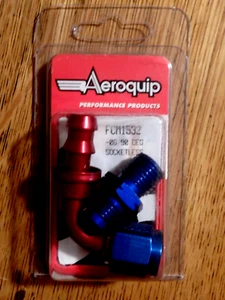 Aeroquip
PERFORMANCE PRODUCTS
FCM1532
-06 90 DEG
SOCKETLESS